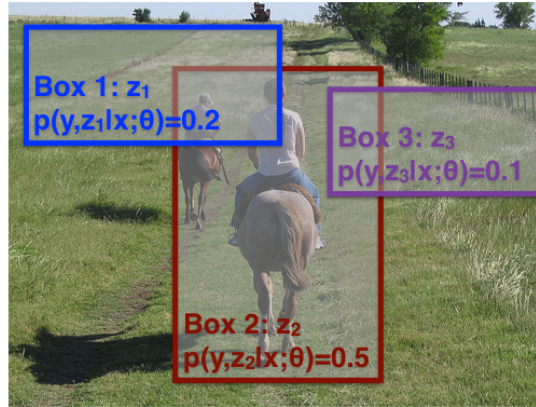 Box 1: z₁
p(y,z₁|x;θ)=0.2
Box 3: z₃
p(y,z₃|x;θ)=0.1
Box 2: z₂
p(y,z₂|x;θ)=0.5